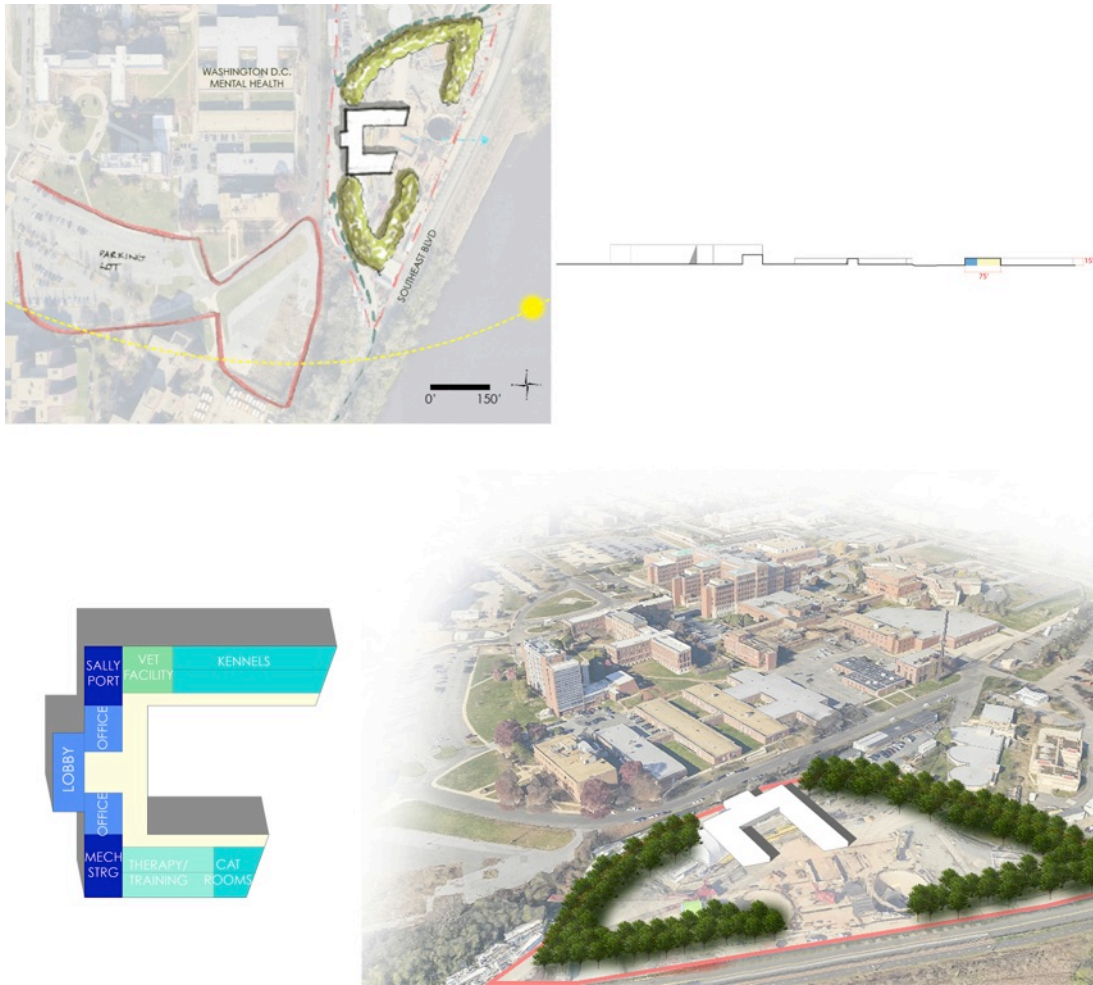 WASHINGTON D.C.
MENTAL HEALTH
PARKING
LOT
SOUTHEAST BLVD
0' 150'
75'
15'
SALLY
PORT
VET
FACILITY
KENNELS
OFFICE
LOBBY
OFFICE
MECH
STRG
THERAPY/
TRAINING
CAT
ROOMS